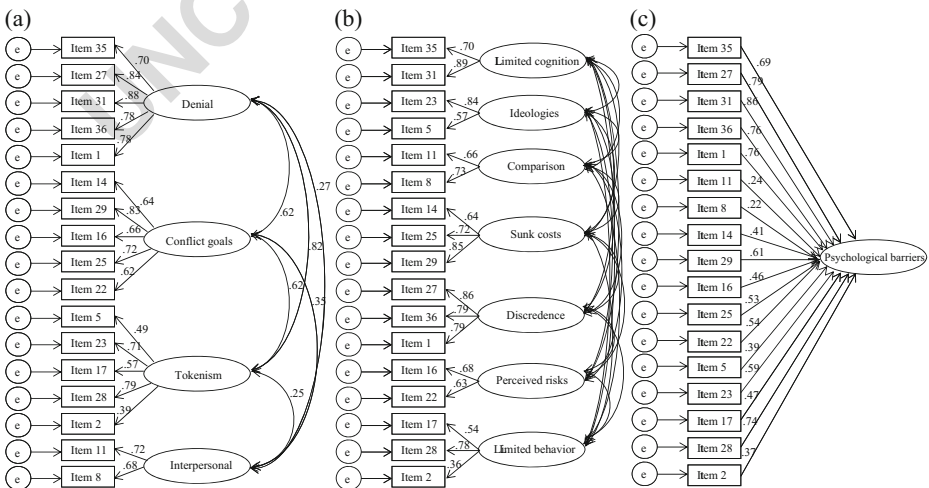 (a)
e Item 35
e Item 27
e Item 31
e Item 36
e Item 1
e Item 14
e Item 29
e Item 16
e Item 25
e Item 22
e Item 5
e Item 23
e Item 17
e Item 28
e Item 2
e Item 11
e Item 8
.70
.84
.88
.78
.78
Denial
.64
.83
.66
.72
.62
Conflict goals
.49
.71
.57
.79
.39
Tokenism
.72
.68
Interpersonal
.27
.62
.82
.62
.35
.25
(b)
e Item 35
e Item 31
e Item 23
e Item 5
e Item 11
e Item 8
e Item 14
e Item 25
e Item 29
e Item 27
e Item 36
e Item 1
e Item 16
e Item 22
e Item 17
e Item 28
e Item 2
.70
.89
Limited cognition
.84
.57
Ideologies
.66
.73
Comparison
.64
.72
.85
Sunk costs
.86
.79
.79
Discredence
.68
.63
Perceived risks
.54
.78
.36
Limited behavior
(c)
e Item 35
e Item 27
e Item 31
e Item 36
e Item 1
e Item 11
e Item 8
e Item 14
e Item 29
e Item 16
e Item 25
e Item 22
e Item 5
e Item 23
e Item 17
e Item 28
e Item 2
.69
.79
.86
.76
.76
.24
.22
.41
.61
.46
.53
.54
.39
.59
.47
.74
.37
Psychological barriers
UNC